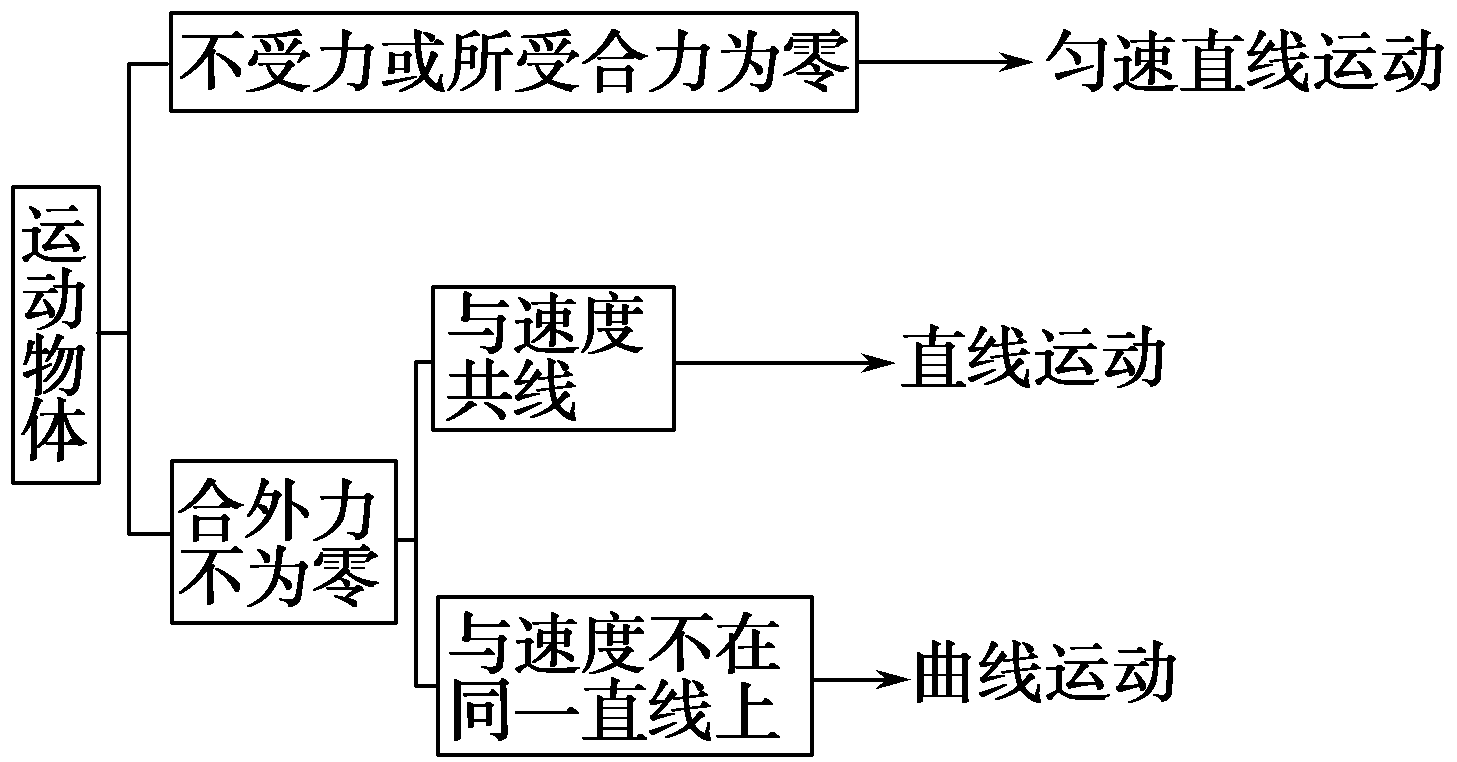 不受力或所受合力为零
匀速直线运动
运动物体
与速度
共线
直线运动
合外力
不为零
与速度不在
同一直线上
曲线运动